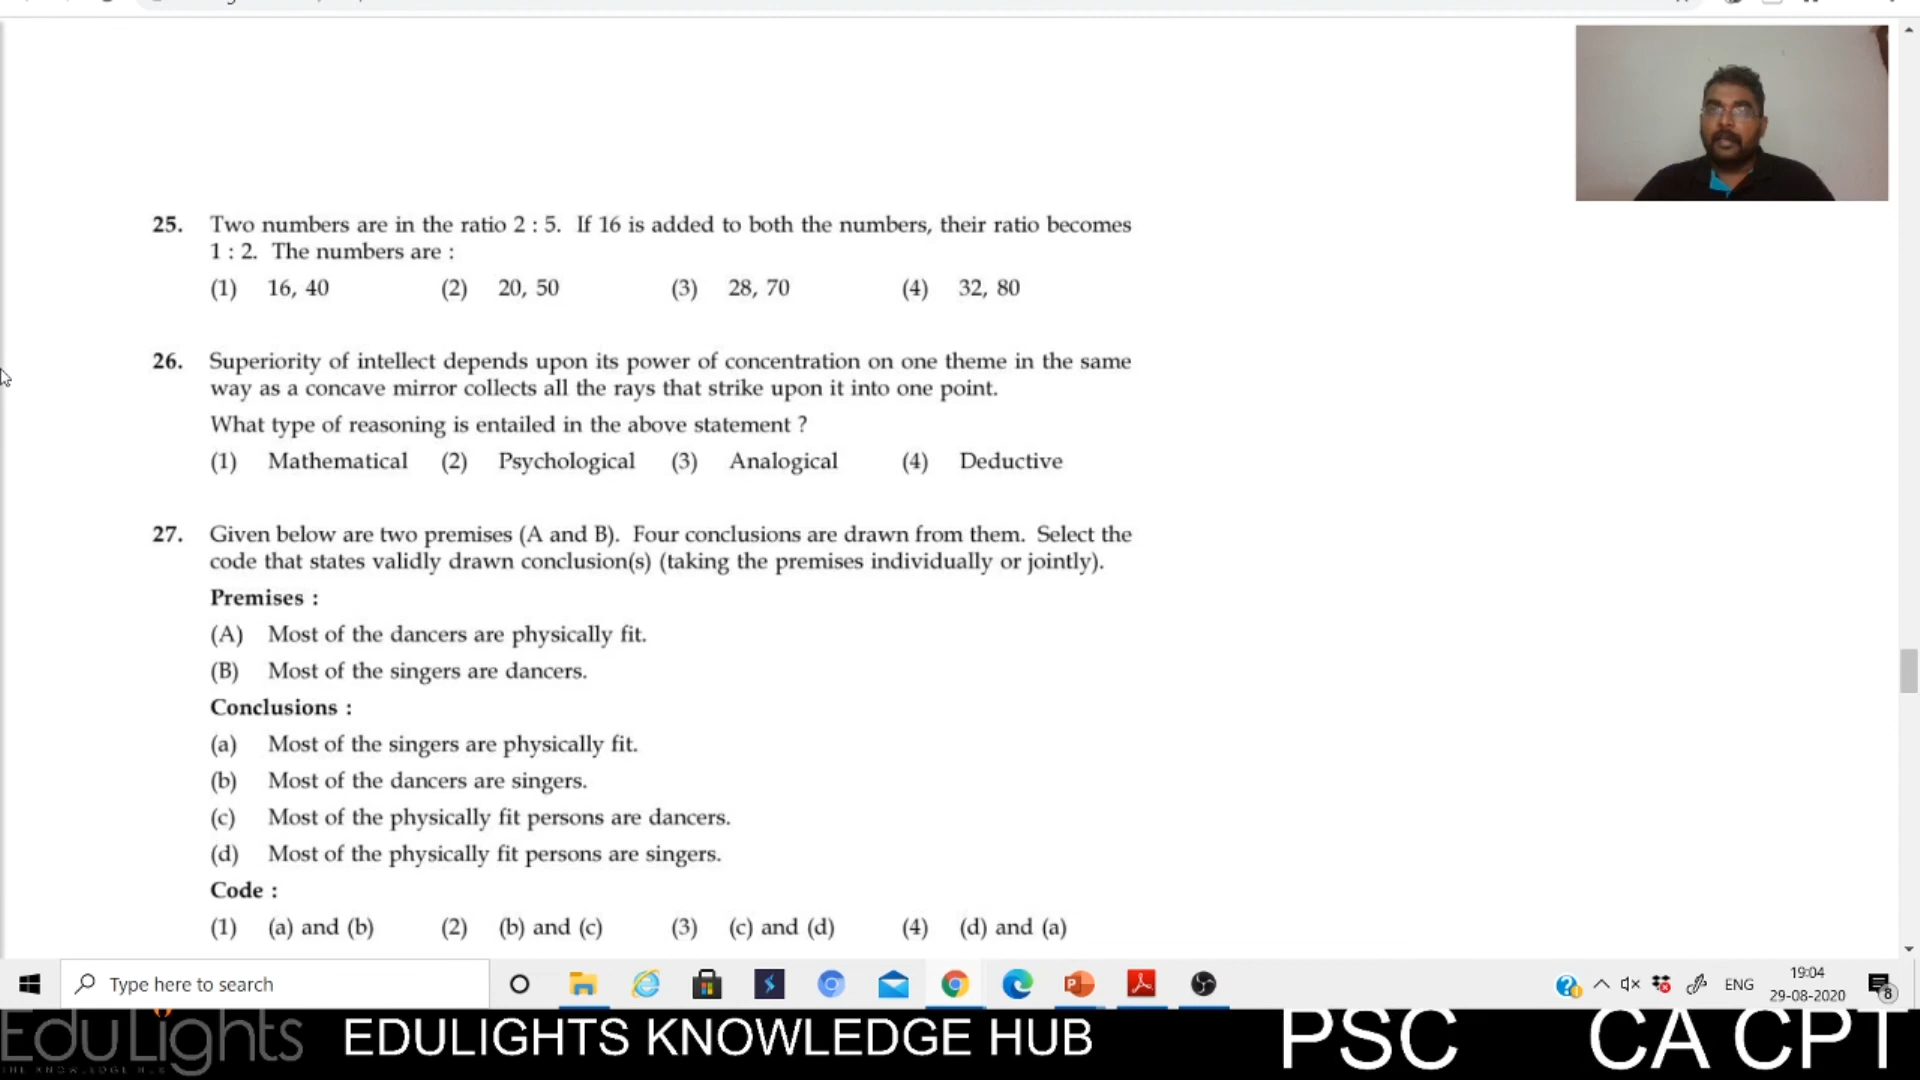 25. Two numbers are in the ratio 2 : 5. If 16 is added to both the numbers, their ratio becomes
1 : 2. The numbers are :
(1) 16, 40 (2) 20, 50 (3) 28, 70 (4) 32, 80
26. Superiority of intellect depends upon its power of concentration on one theme in the same
way as a concave mirror collects all the rays that strike upon it into one point.
What type of reasoning is entailed in the above statement ?
(1) Mathematical (2) Psychological (3) Analogical (4) Deductive
27. Given below are two premises (A and B). Four conclusions are drawn from them. Select the
code that states validly drawn conclusion(s) (taking the premises individually or jointly).
Premises :
(A) Most of the dancers are physically fit.
(B) Most of the singers are dancers.
Conclusions :
(a) Most of the singers are physically fit.
(b) Most of the dancers are singers.
(c) Most of the physically fit persons are dancers.
(d) Most of the physically fit persons are singers.
Code :
(1) (a) and (b) (2) (b) and (c) (3) (c) and (d) (4) (d) and (a)
Type here to search
ENG
19:04
29-08-2020
8
EduLights
EDULIGHTS KNOWLEDGE HUB PSC CA CPT